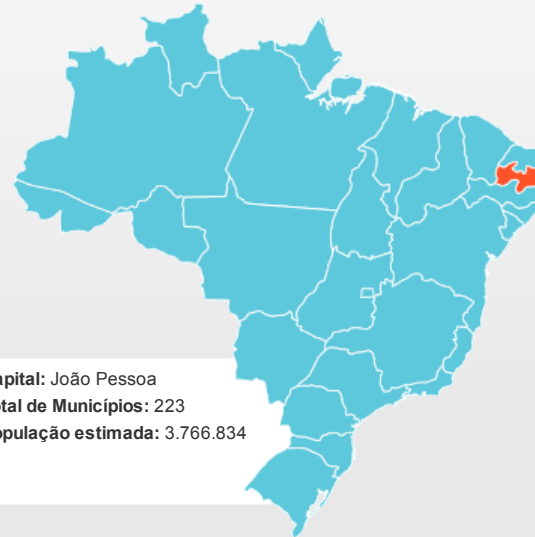 apital: João Pessoa
tal de Municípios: 223
opulação estimada: 3.766.834